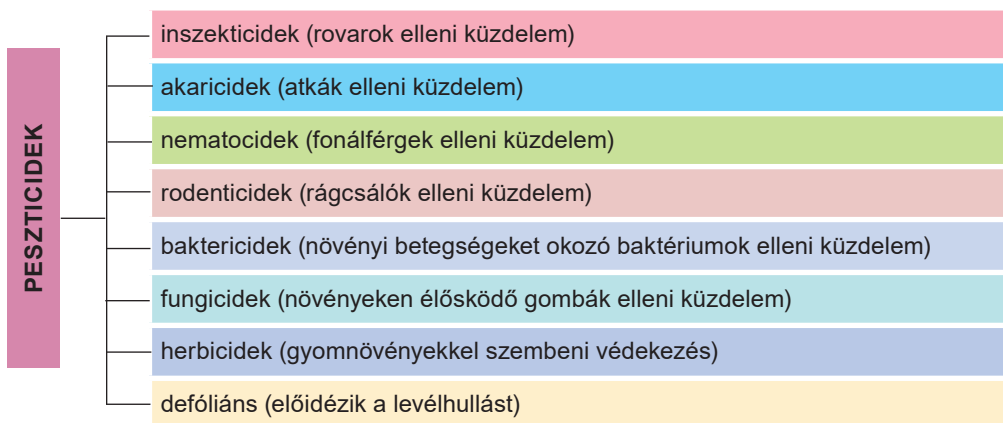 PESZTICIDEK
inszekticidek (rovarok elleni küzdelem)
akaricidek (atkák elleni küzdelem)
nematocidek (fonálférgek elleni küzdelem)
rodenticidek (rágcsálók elleni küzdelem)
baktericidek (növényi betegségeket okozó baktériumok elleni küzdelem)
fungicidek (növényeken élősködő gombák elleni küzdelem)
herbicidek (gyomnövényekkel szembeni védekezés)
defóliáns (előidézik a levélhullást)